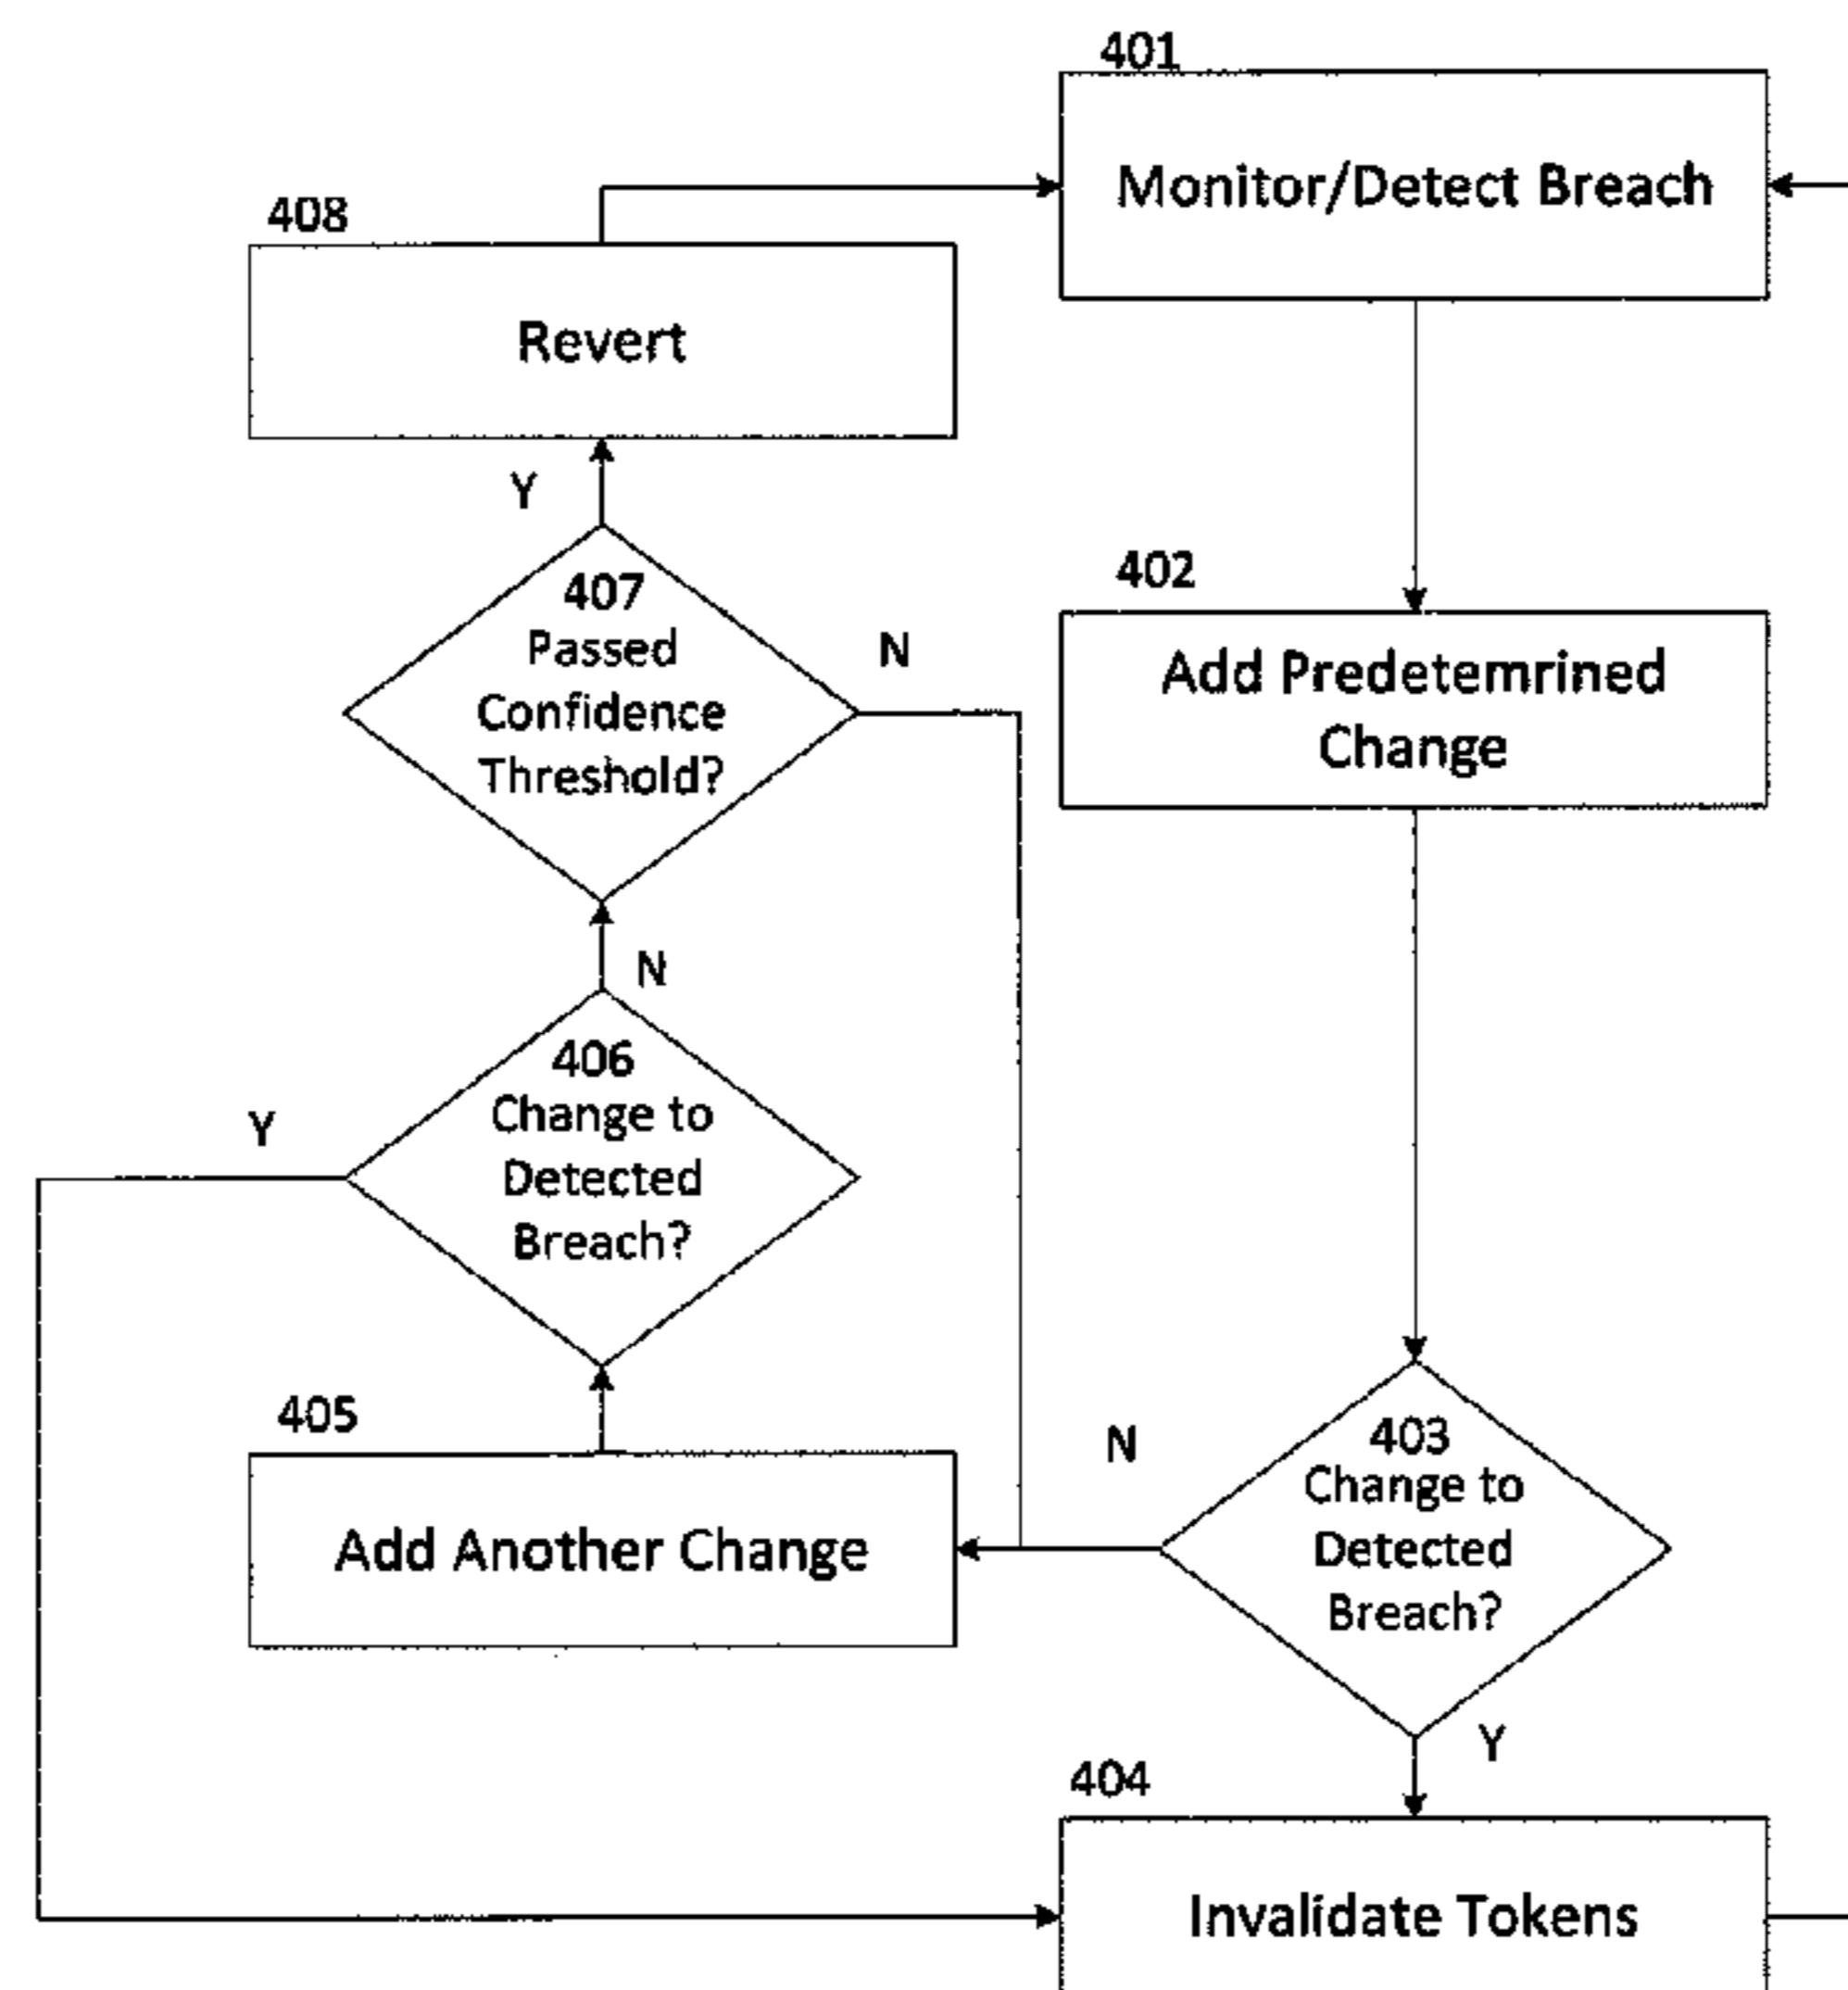 401
Monitor/Detect Breach
408
Revert
Y
402
Add Predetemrined
Change
407
Passed
Confidence
Threshold?
N
N
406
Change to
Detected
Breach?
Y
405
Add Another Change
N
403
Change to
Detected
Breach?
Y
404
Invalidate Tokens